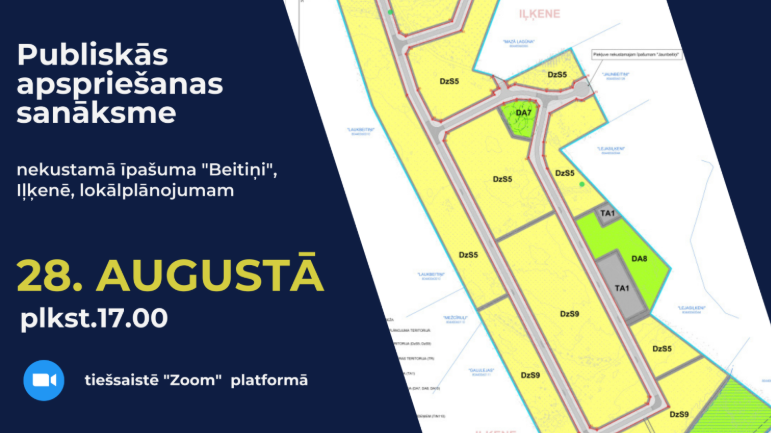 Publiskās
apspriešanas
sanāksme
nekustamā īpašuma "Beitiņi",
Iļķenē, lokālplānojumam
28. AUGUSTĀ
plkst.17.00
tiešsaistē "Zoom" platformā
IĻĶENE
DzS5
DzS5
DA7
DzS5
DzS5
TA1
DzS5
DA8
TA1
DzS9
DzS5
DzS9
DzS9